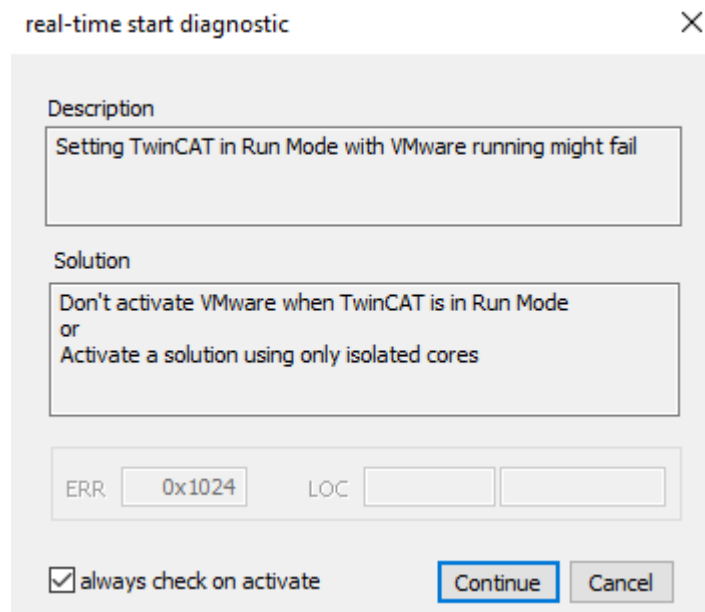 real-time start diagnostic
Description
Setting TwinCAT in Run Mode with VMware running might fail
Solution
Don't activate VMware when TwinCAT is in Run Mode
or
Activate a solution using only isolated cores
ERR 0x1024 LOC
always check on activate Continue Cancel